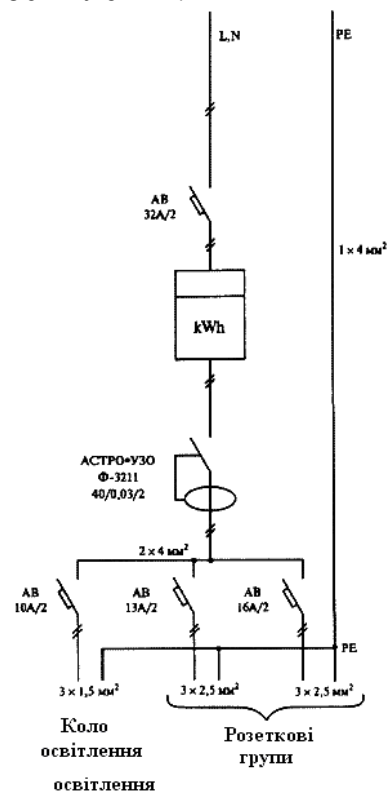 L,N
PE
АВ
32А/2
1 × 4 мм²
kWh
АСТРО*УЗО
Ф-3211
40/0,03/2
2 × 4 мм²
АВ
10А/2
АВ
13А/2
АВ
16А/2
PE
3 × 1,5 мм²
3 × 2,5 мм²
3 × 2,5 мм²
Коло
освітлення
Розеткові
групи
освітлення